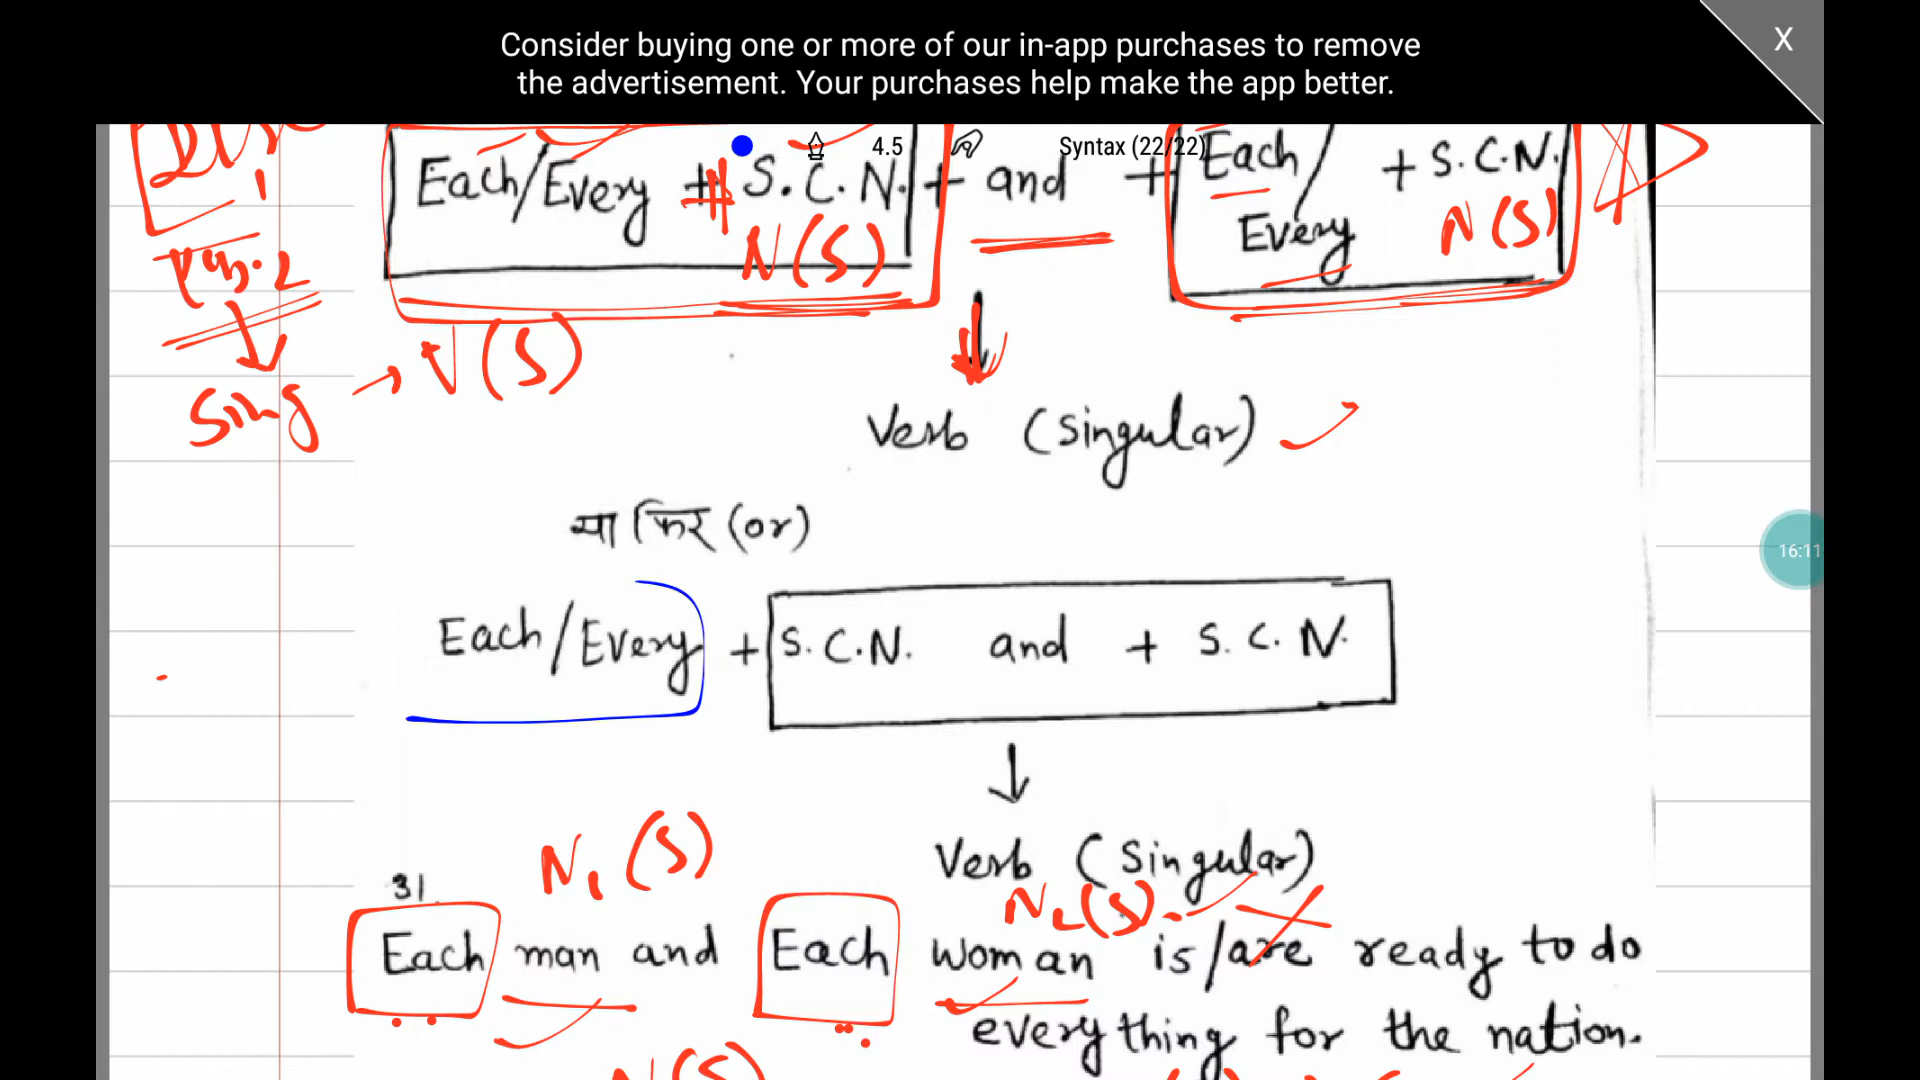 Consider buying one or more of our in-app purchases to remove
the advertisement. Your purchases help make the app better.
X
4.5 Syntax (22/22)
Each/Every + S.C.N. + and + Each/ + S.C.N.
Every
N(S) N(S)
Sing → V(S)
Verb (singular)
या फिर (or)
16:11
Each/Every + S.C.N. and + S.C.N.
Verb (singular)
N₁(S) N₂(S)
31
Each man and Each woman is/are ready to do
everything for the nation.
N(S)